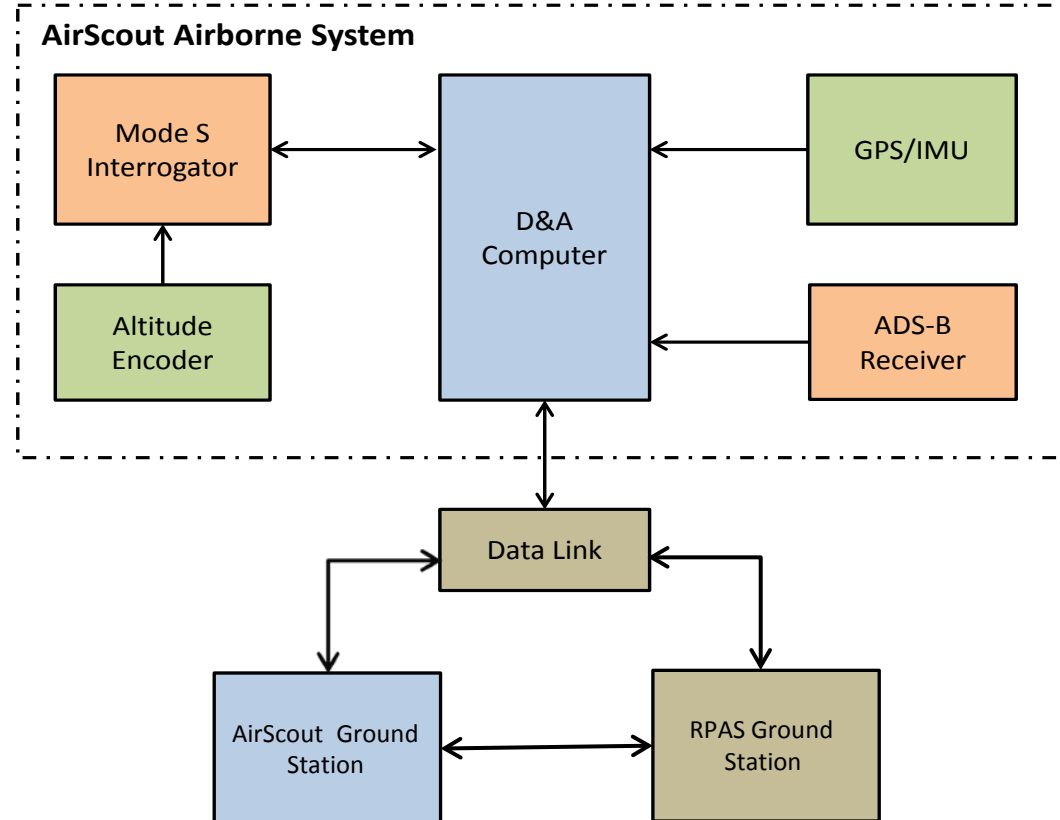 AirScout Airborne System
Mode S
Interrogator
D&A
Computer
GPS/IMU
Altitude
Encoder
ADS-B
Receiver
Data Link
AirScout Ground
Station
RPAS Ground
Station